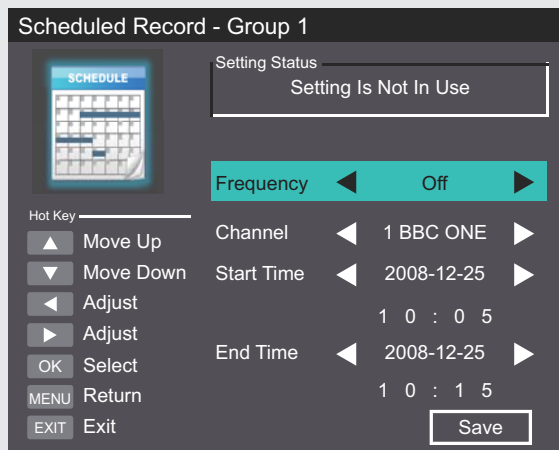 Scheduled Record - Group 1
SCHEDULE
Setting Status
Setting Is Not In Use
Frequency Off
Channel 1 BBC ONE
Start Time 2008-12-25
1 0 : 0 5
End Time 2008-12-25
1 0 : 1 5
Save
Hot Key
Move Up
Move Down
Adjust
Adjust
OK Select
MENU Return
EXIT Exit